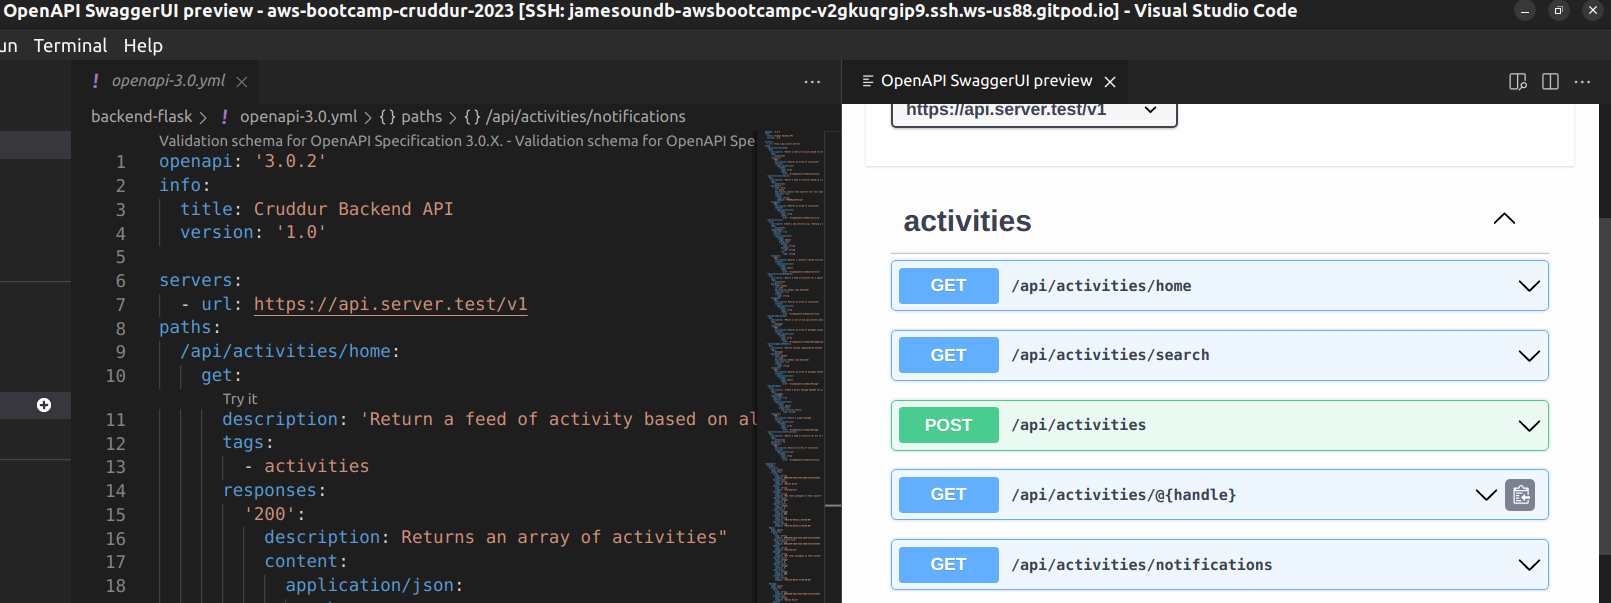 OpenAPI SwaggerUI preview - aws-bootcamp-cruddur-2023 [SSH: jamesoundb-awsbootcampc-v2gkuqrgip9.ssh.ws-us88.gitpod.io] - Visual Studio Code
un Terminal Help
! openapi-3.0.yml
backend-flask > ! openapi-3.0.yml > {} paths > {} /api/activities/notifications
Validation schema for OpenAPI Specification 3.0.X. - Validation schema for OpenAPI Spe
1 openapi: '3.0.2'
2 info:
3 title: Cruddur Backend API
4 version: '1.0'
5
6 servers:
7 - url: https://api.server.test/v1
8 paths:
9 /api/activities/home:
10 get:
Try it
11 description: 'Return a feed of activity based on al
12 tags:
13 - activities
14 responses:
15 '200':
16 description: Returns an array of activities"
17 content:
18 application/json:
OpenAPI SwaggerUI preview
https://api.server.test/v1
activities
GET /api/activities/home
GET /api/activities/search
POST /api/activities
GET /api/activities/@{handle}
GET /api/activities/notifications